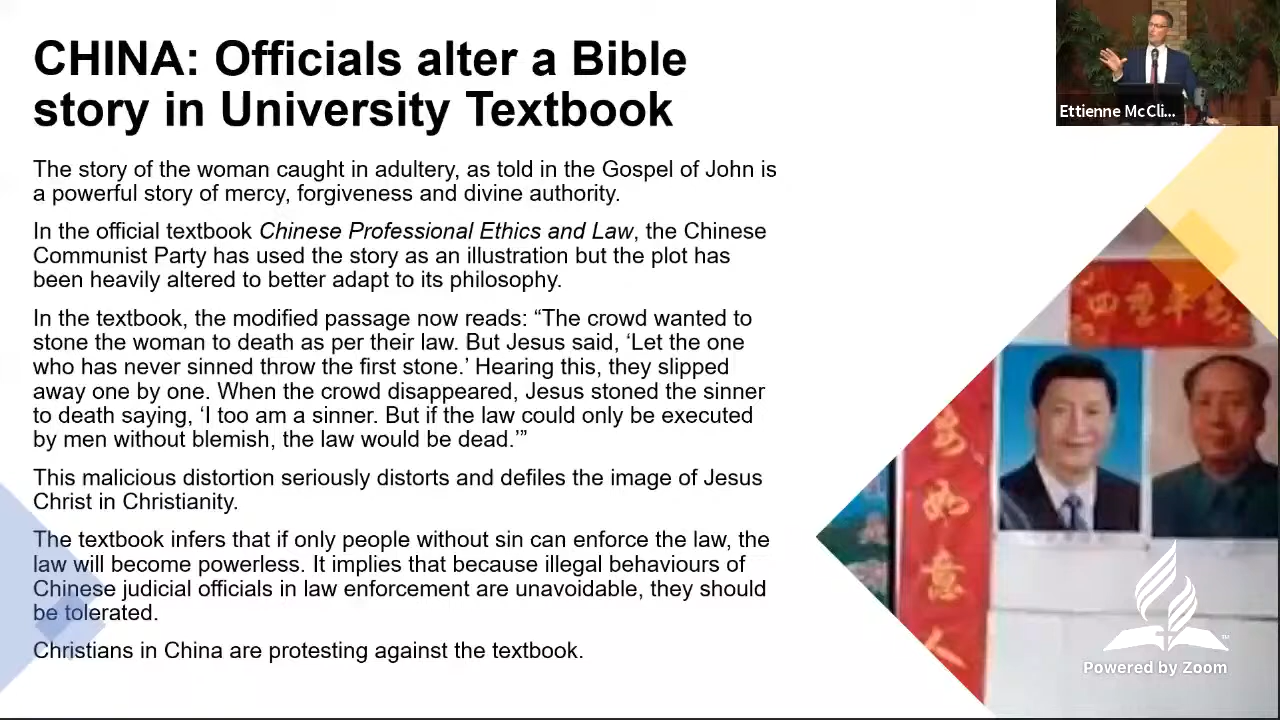 CHINA: Officials alter a Bible
story in University Textbook
The story of the woman caught in adultery, as told in the Gospel of John is
a powerful story of mercy, forgiveness and divine authority.
In the official textbook Chinese Professional Ethics and Law, the Chinese
Communist Party has used the story as an illustration but the plot has
been heavily altered to better adapt to its philosophy.
In the textbook, the modified passage now reads: “The crowd wanted to
stone the woman to death as per their law. But Jesus said, ‘Let the one
who has never sinned throw the first stone.’ Hearing this, they slipped
away one by one. When the crowd disappeared, Jesus stoned the sinner
to death saying, ‘I too am a sinner. But if the law could only be executed
by men without blemish, the law would be dead.’”
This malicious distortion seriously distorts and defiles the image of Jesus
Christ in Christianity.
The textbook infers that if only people without sin can enforce the law, the
law will become powerless. It implies that because illegal behaviours of
Chinese judicial officials in law enforcement are unavoidable, they should
be tolerated.
Christians in China are protesting against the textbook.
Ettienne McCli...
如
意
人
Powered by Zoom